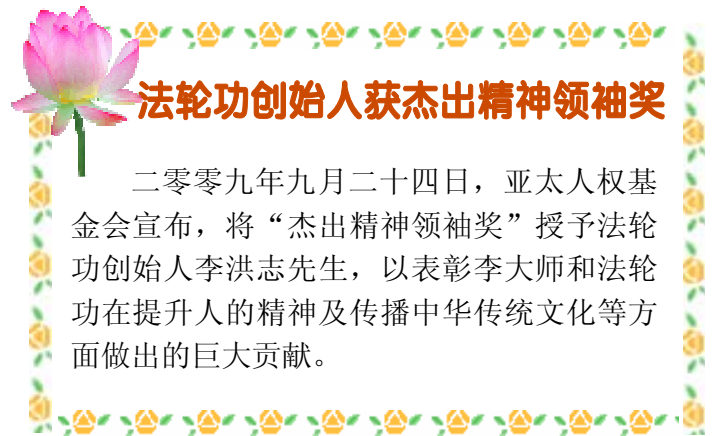 法轮功创始人获杰出精神领袖奖
二零零九年九月二十四日，亚太人权基
金会宣布，将“杰出精神领袖奖”授予法轮
功创始人李洪志先生，以表彰李大师和法轮
功在提升人的精神及传播中华传统文化等方
面做出的巨大贡献。